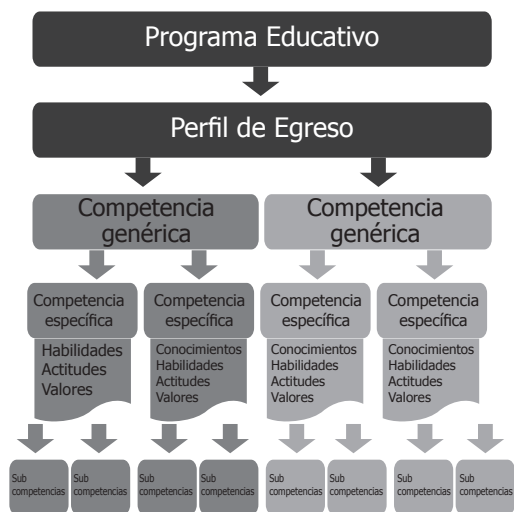 Programa Educativo
Perfil de Egreso
Competencia
genérica
Competencia
genérica
Competencia
específica
Competencia
específica
Competencia
específica
Competencia
específica
Habilidades
Actitudes
Valores
Conocimientos
Habilidades
Actitudes
Valores
Conocimientos
Habilidades
Actitudes
Valores
Conocimientos
Habilidades
Actitudes
Valores
Sub
competencias
Sub
competencias
Sub
competencias
Sub
competencias
Sub
competencias
Sub
competencias
Sub
competencias
Sub
competencias